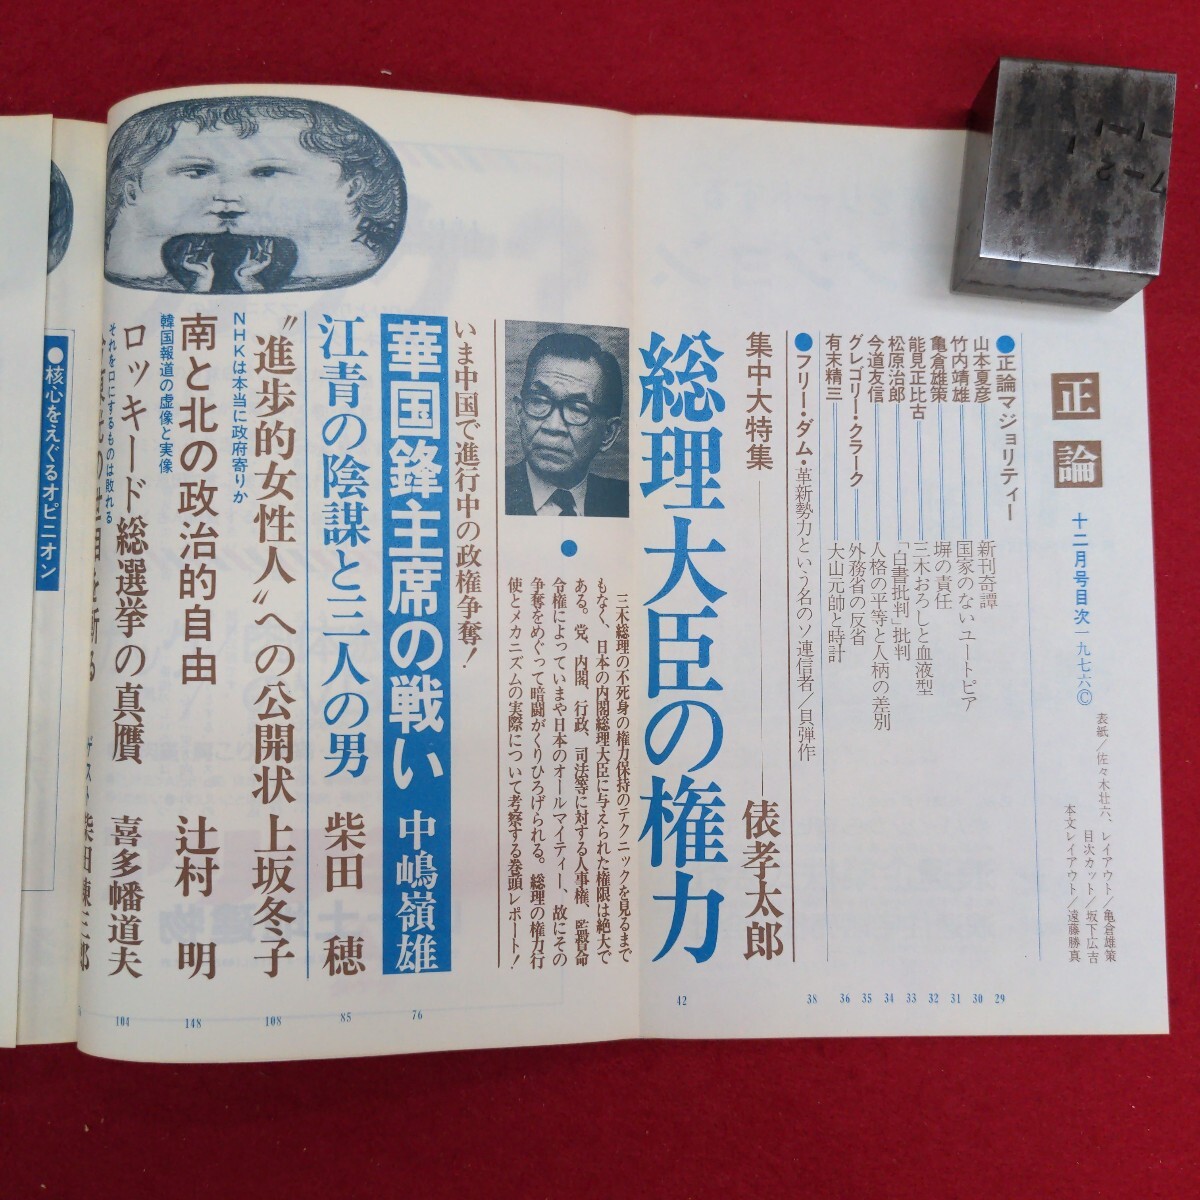 正論
十二月号目次 一九七六©
表紙／佐々木壮六、レイアウト／亀倉雄策
目次カット／坂下広吉
本文レイアウト／遠藤勝真
●正論マジョリティー
山本夏彦 新刊奇譚 29
竹内靖雄 国家のないユートピア 30
亀倉雄策 塀の責任 31
能見正比古 三木おろしと血液型 32
松原治郎 「白書批判」批判 33
今道友信 人格の平等と人柄の差別 34
グレゴリー・クラーク 外務省の反省 35
有末精三 大山元帥と時計 36
●フリー・ダム・革新勢力という名のソ連信者／貝弾作 38
集中大特集 俵孝太郎
総理大臣の権力 42
三木総理の不死身の権力保持のテクニックを見るまで
もなく、日本の内閣総理大臣に与えられた権限は絶大で
ある。党、内閣、行政、司法等に対する人事権、監督命
令権によっていまや日本のオールマイティー、故にその
争奪をめぐって暗闘がくりひろげられる。総理の権力行
使とメカニズムの実際について考察する巻頭レポート！
いま中国で進行中の政権争奪！
華国鋒主席の戦い 中嶋嶺雄 76
江青の陰謀と三人の男 柴田穂 85
〝進歩的女性人〟への公開状 上坂冬子 108
NHKは本当に政府寄りか
南と北の政治的自由 辻村明 148
韓国報道の虚像と実像
ロッキード総選挙の真贋 喜多幡道夫 104
それを口にするものは敗れる
ゲスト 柴田錬三郎
●核心をえぐるオピニオン
7-2